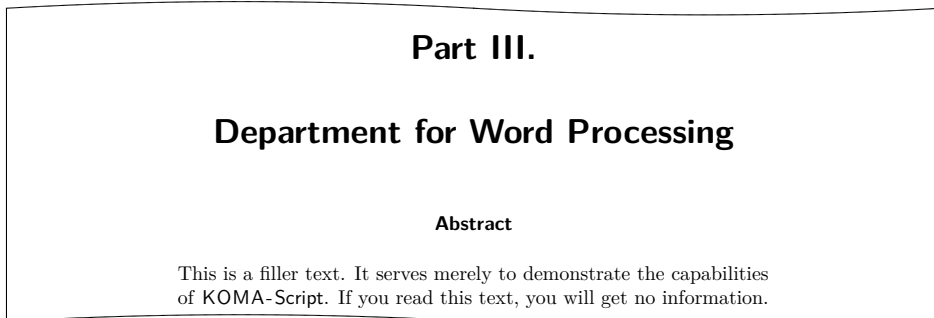 Part III.
Department for Word Processing
Abstract
This is a filler text. It serves merely to demonstrate the capabilities
of KOMA-Script. If you read this text, you will get no information.